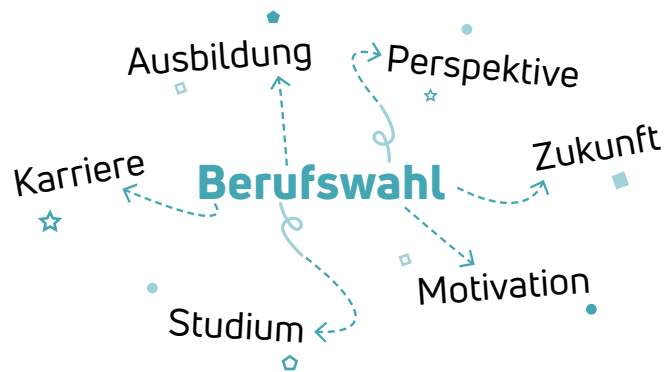 Ausbildung
Perspektive
Zukunft
Karriere
Berufswahl
Motivation
Studium